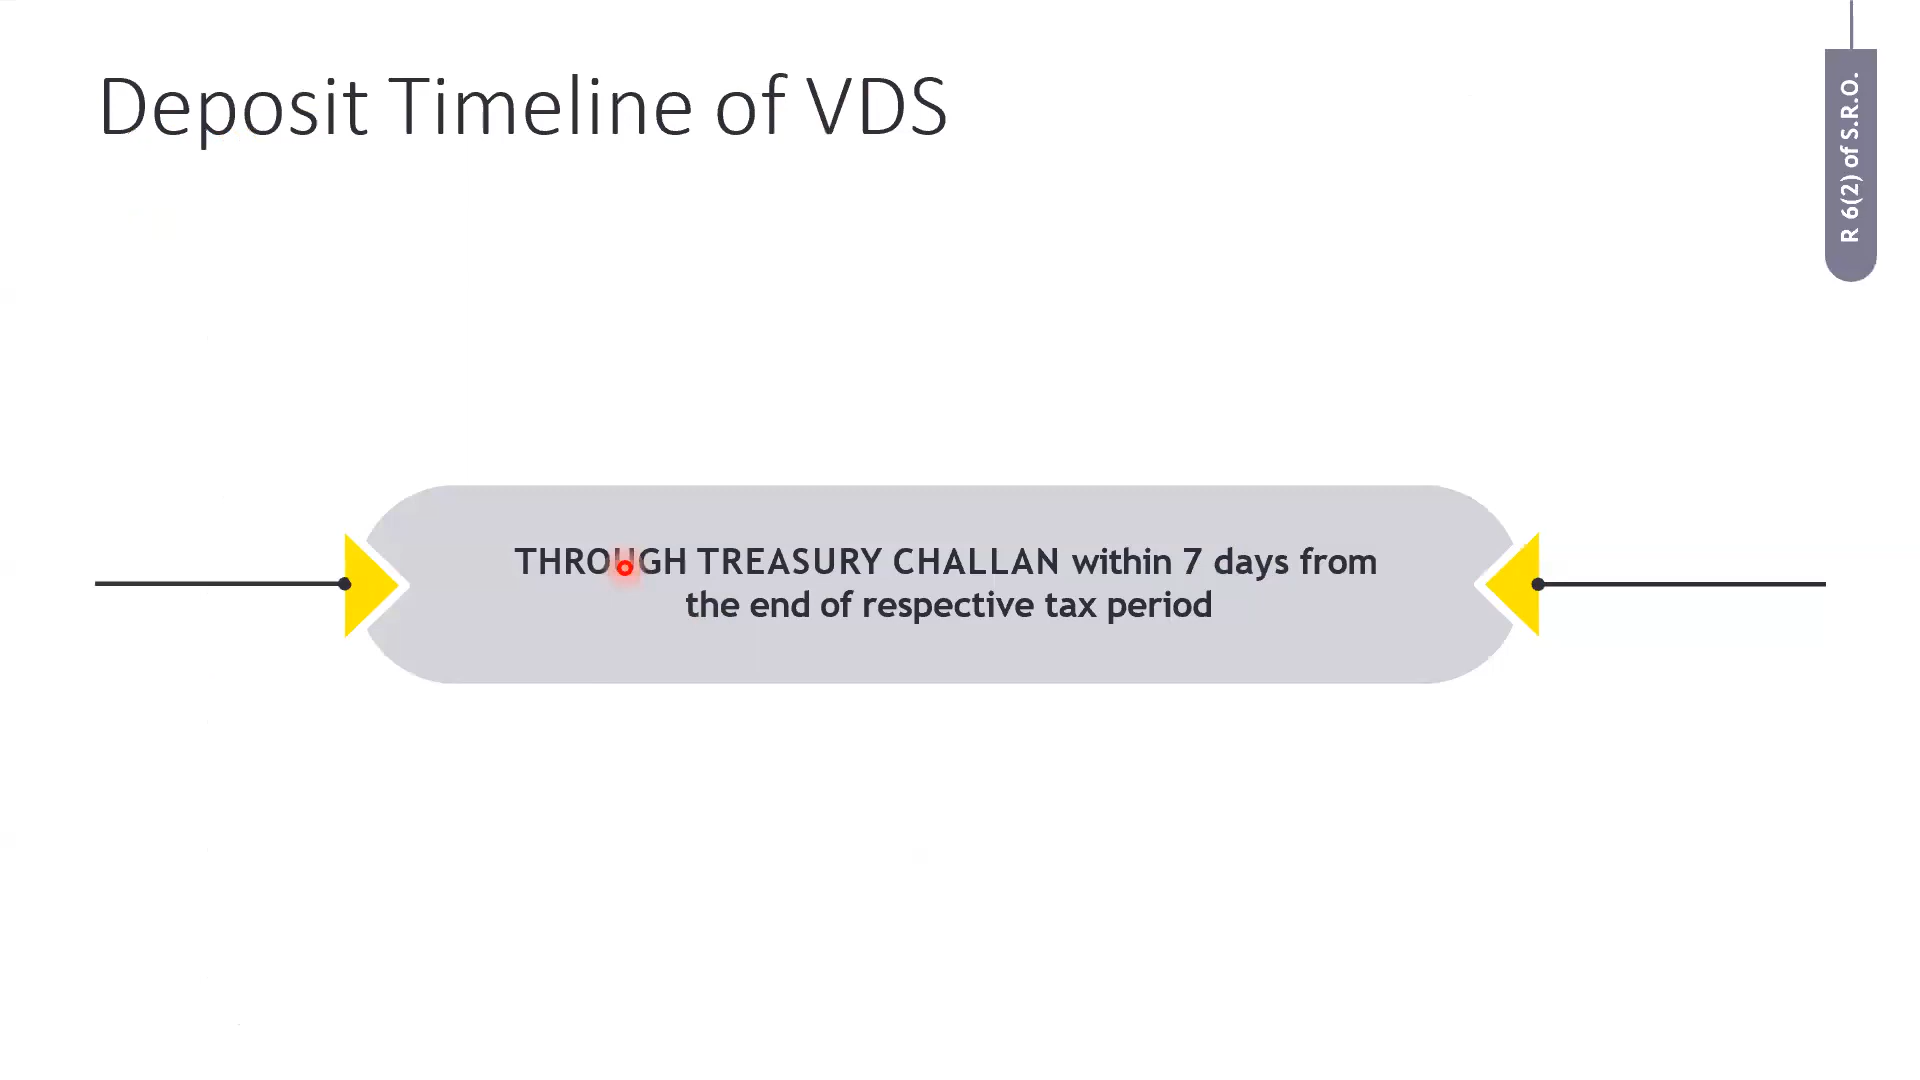 Deposit Timeline of VDS
R 6(2) of S.R.O.
THROUGH TREASURY CHALLAN within 7 days from
the end of respective tax period